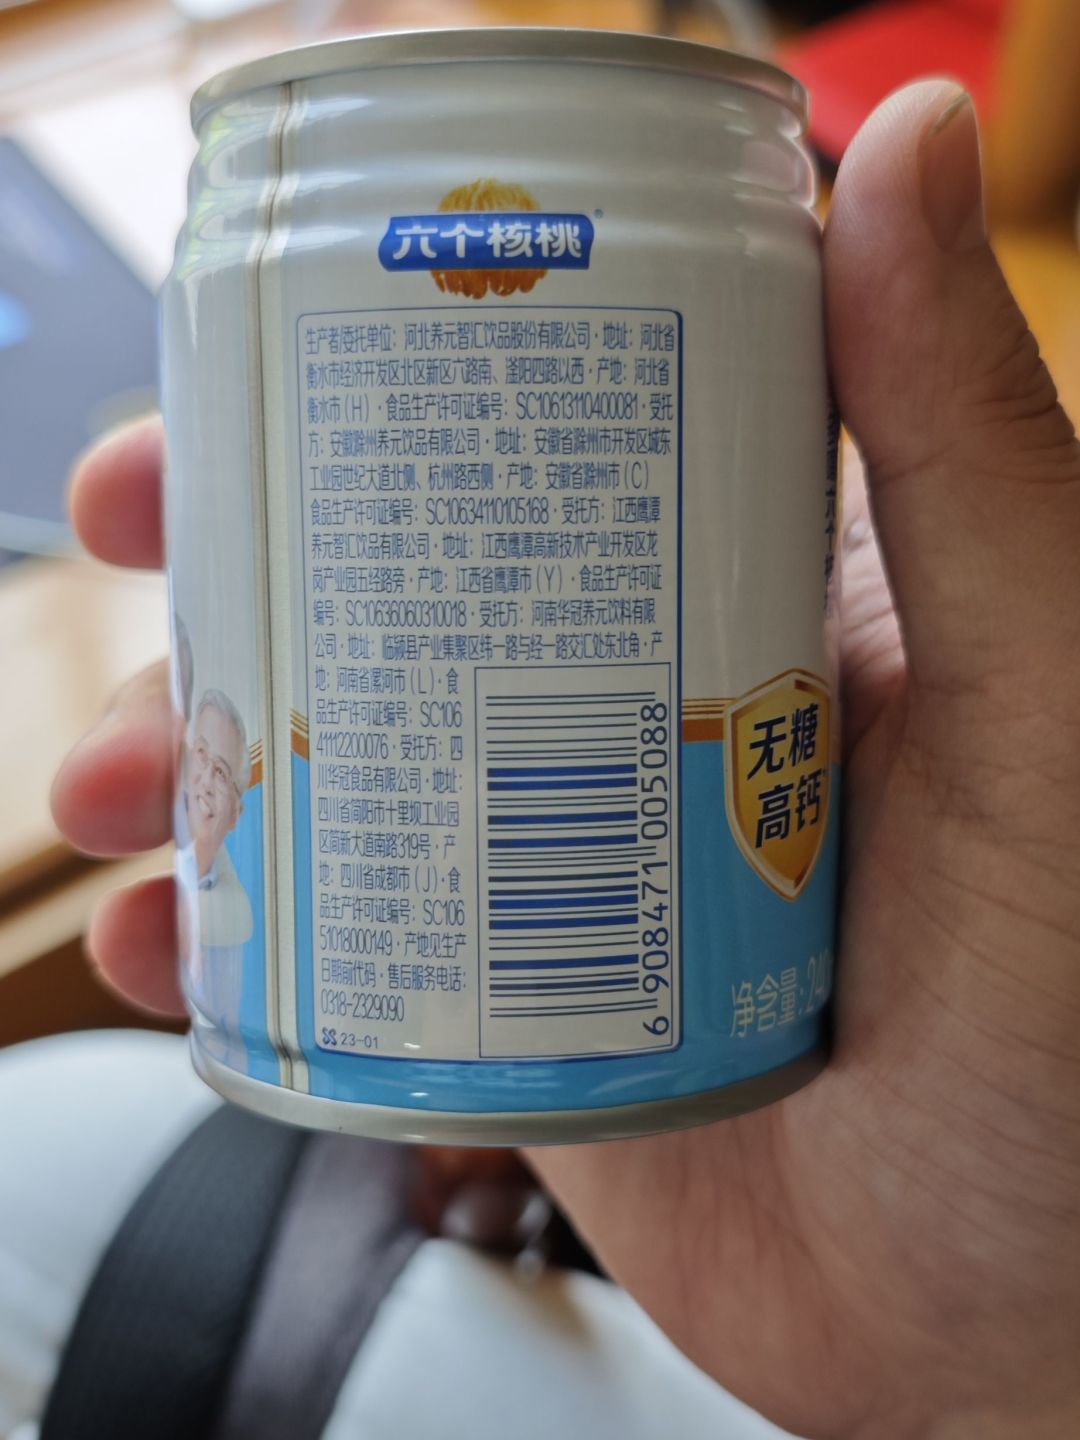 六个核桃
生产者/委托单位：河北养元智汇饮品股份有限公司·地址：河北省
衡水市经济开发区北区新区六路南、滏阳四路以西·产地：河北省
衡水市(H)·食品生产许可证编号：SC10613110400081·受托
方：安徽滁州养元饮品有限公司·地址：安徽省滁州市开发区城东
工业园世纪大道北侧、杭州路西侧·产地：安徽省滁州市(C)
食品生产许可证编号：SC10634110105168·受托方：江西鹰潭
养元智汇饮品有限公司·地址：江西鹰潭高新技术产业开发区龙
岗产业园五经路旁·产地：江西省鹰潭市(Y)·食品生产许可证
编号：SC10636060310018·受托方：河南华冠养元饮料有限
公司·地址：临颍县产业集聚区纬一路与经一路交汇处东北角·产
地：河南省漯河市(L)·食
品生产许可证编号：SC106
41112200076·受托方：四
川华冠食品有限公司·地址：
四川省简阳市十里坝工业园
区简新大道南路319号·产
地：四川省成都市(J)·食
品生产许可证编号：SC106
51018000149·产地见生产
日期前代码·售后服务电话：
0318-2329090
23-01
6 908471 005088
无糖
高钙
净含量：24